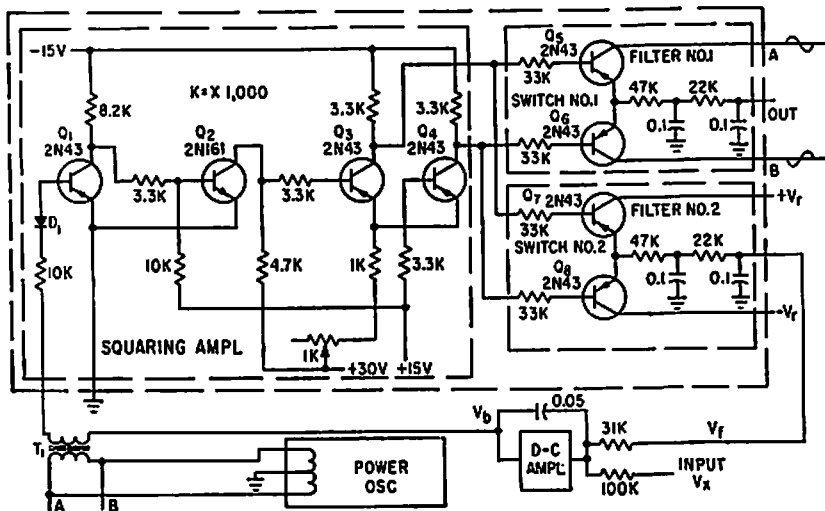 -15V
8.2K
K=X 1,000
3.3K
3.3K
Q1
2N43
Q2
2N161
Q3
2N43
Q4
2N43
3.3K
3.3K
D1
10K
10K
4.7K
1K
3.3K
1K
SQUARING AMPL
+30V
+15V
Q5
2N43
FILTER NO.1
A
33K
47K
22K
SWITCH NO.1
OUT
Q6
2N43
0.1
0.1
33K
B
Q7
2N43
+Vr
FILTER NO.2
33K
47K
22K
SWITCH NO.2
Q8
2N43
0.1
0.1
33K
-Vr
T1
A
B
POWER
OSC
Vb
0.05
D-C
AMPL
31K
Vf
INPUT
Vx
100K